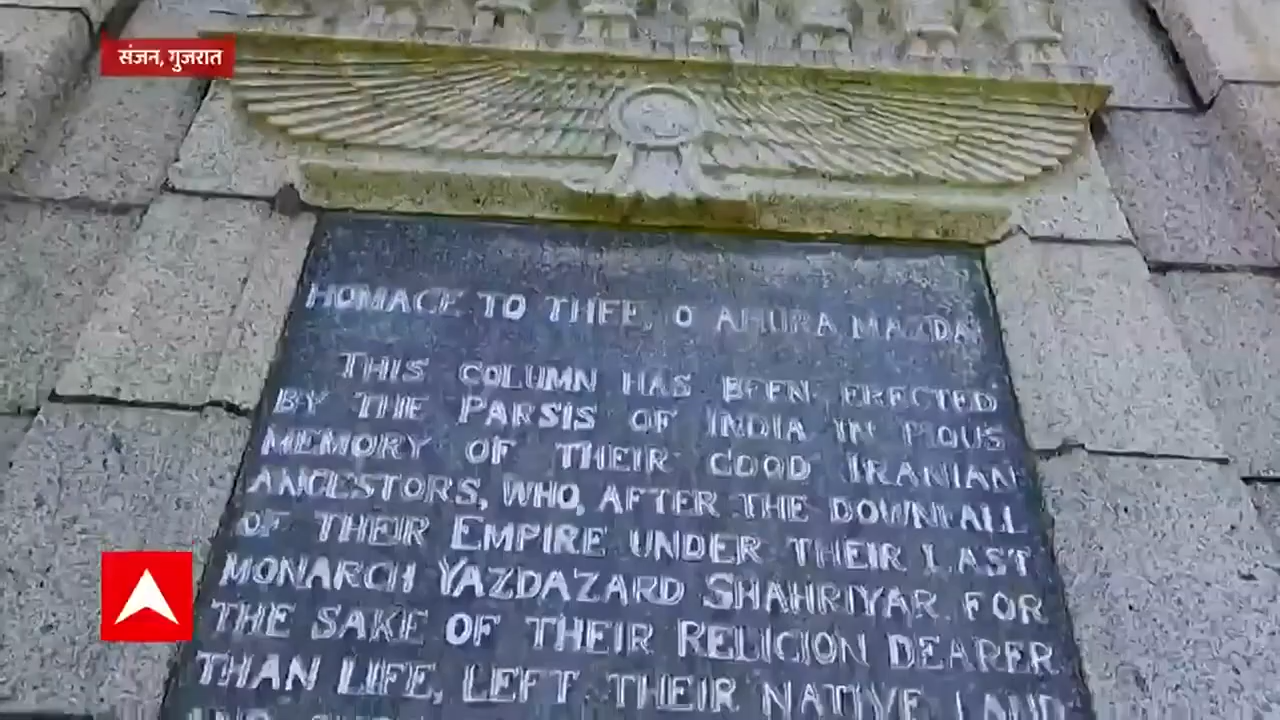 संजन, गुजरात
HOMAGE TO THEE, O AHURA MAZDA
THIS COLUMN HAS BEEN ERECTED
BY THE PARSIS OF INDIA IN PIOUS
MEMORY OF THEIR GOOD IRANIAN
ANCESTORS, WHO, AFTER THE DOWNFALL
OF THEIR EMPIRE UNDER THEIR LAST
MONARCH YAZDAZARD SHAHRIYAR FOR
THE SAKE OF THEIR RELIGION DEARER
THAN LIFE, LEFT THEIR NATIVE LAND